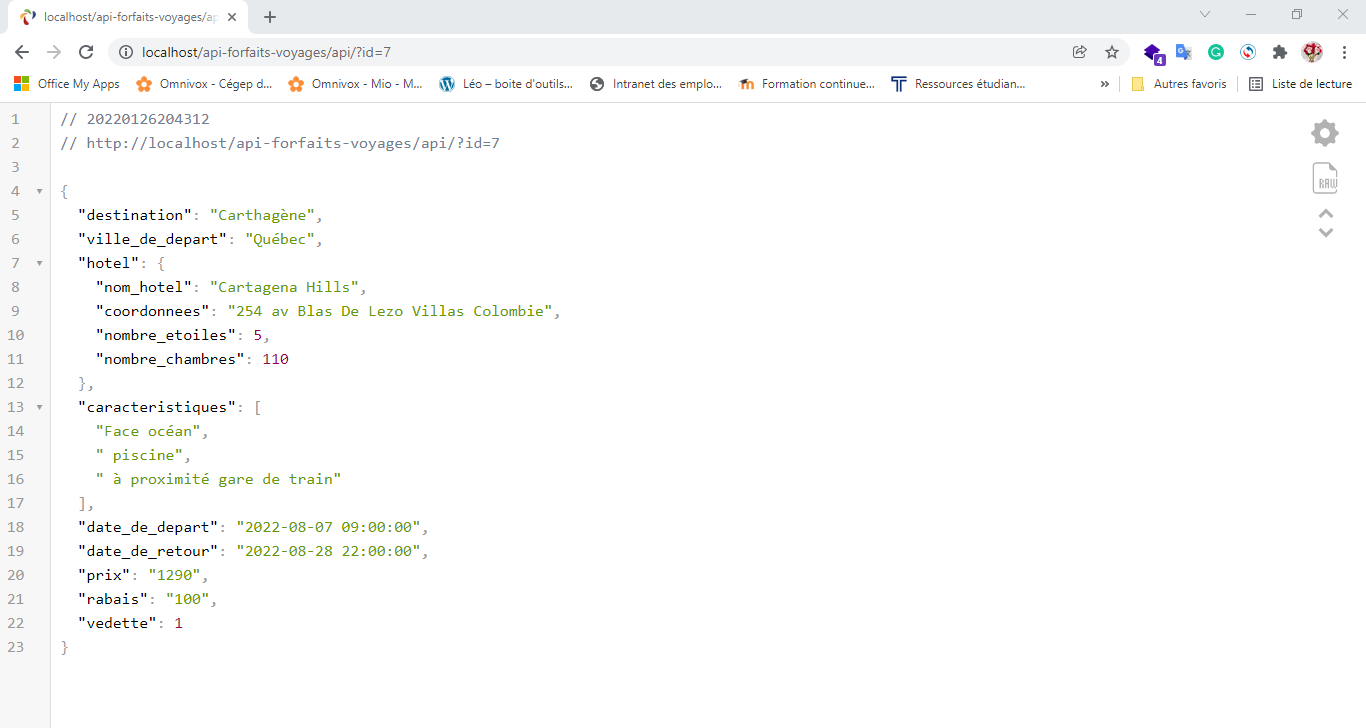 localhost/api-forfaits-voyages/ap
localhost/api-forfaits-voyages/api/?id=7
4
Office My Apps
Omnivox - Cégep d...
Omnivox - Mio - M...
Léo – boite d'outils...
Intranet des emplo...
Formation continue...
Ressources étudian...
»
Autres favoris
Liste de lecture
1 // 20220126204312
2 // http://localhost/api-forfaits-voyages/api/?id=7
3
4 {
5 "destination": "Carthagène",
6 "ville_de_depart": "Québec",
7 "hotel": {
8 "nom_hotel": "Cartagena Hills",
9 "coordonnees": "254 av Blas De Lezo Villas Colombie",
10 "nombre_etoiles": 5,
11 "nombre_chambres": 110
12 },
13 "caracteristiques": [
14 "Face océan",
15 " piscine",
16 " à proximité gare de train"
17 ],
18 "date_de_depart": "2022-08-07 09:00:00",
19 "date_de_retour": "2022-08-28 22:00:00",
20 "prix": "1290",
21 "rabais": "100",
22 "vedette": 1
23 }
RAW